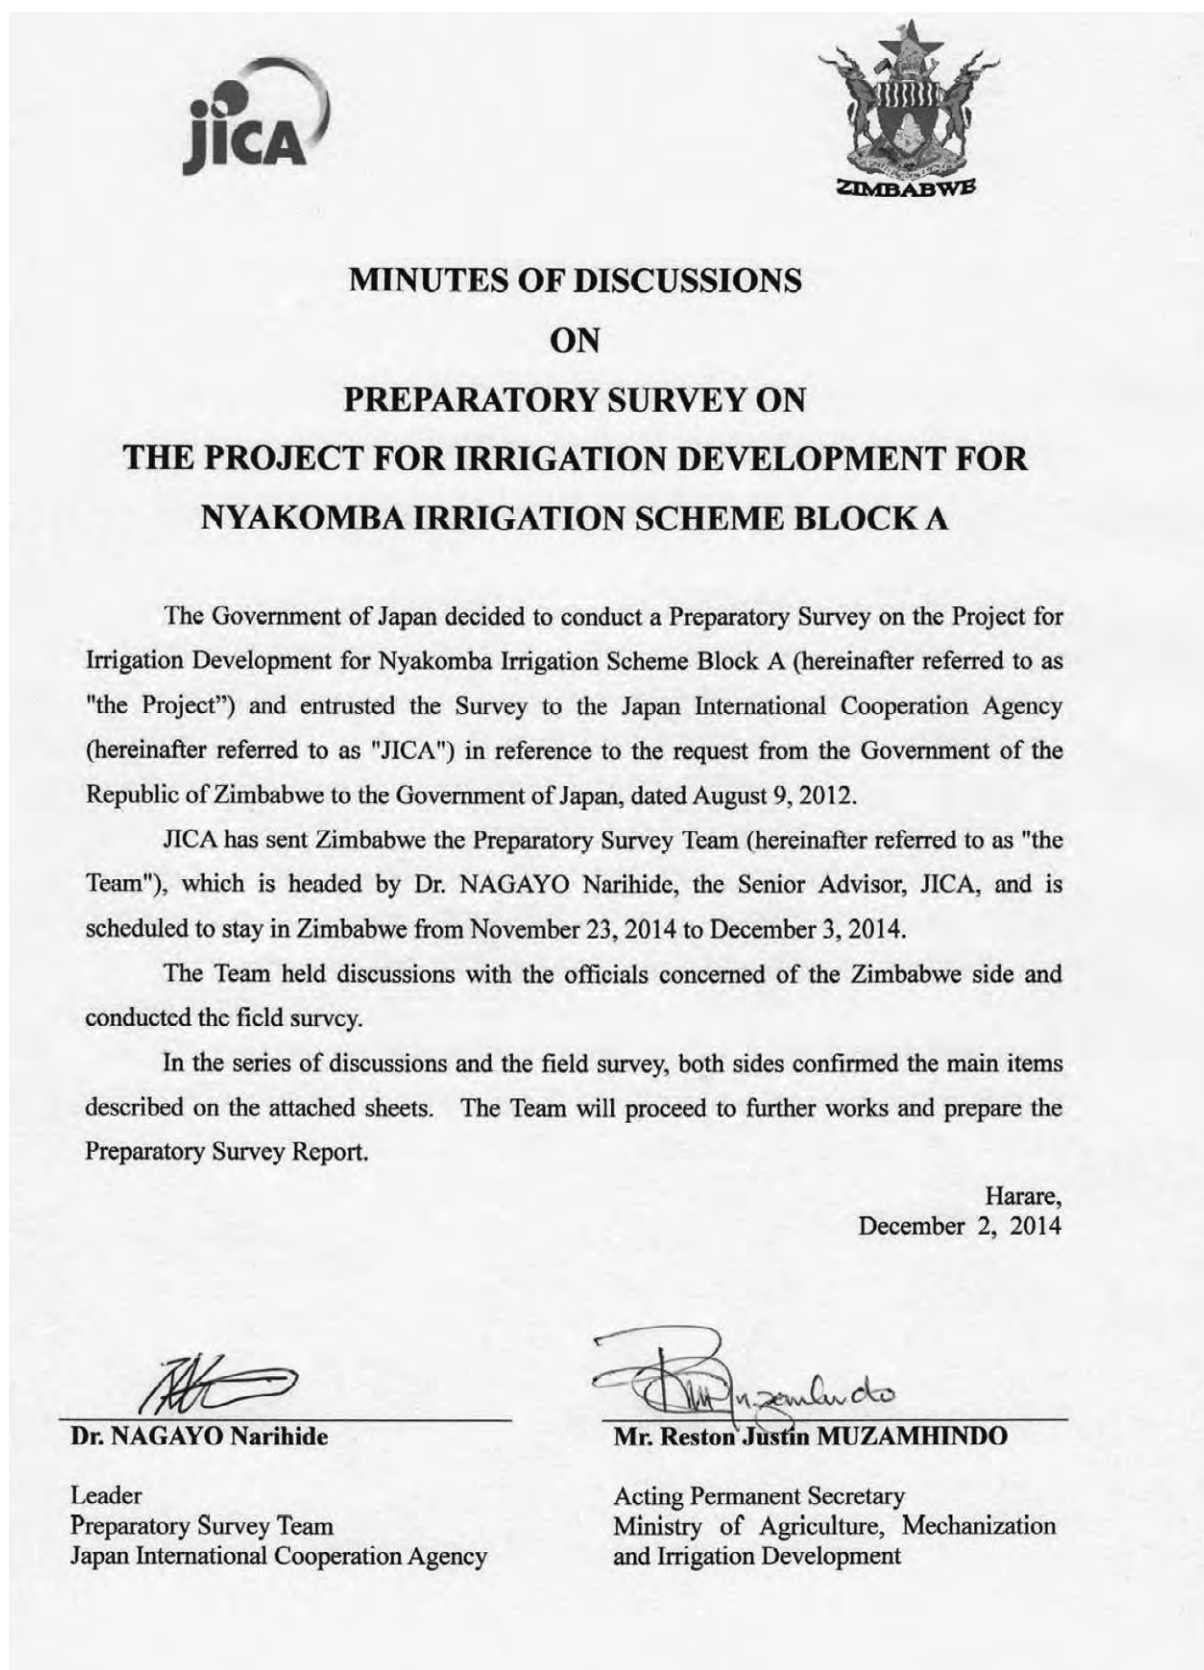 jica
ZIMBABWE
MINUTES OF DISCUSSIONS
ON
PREPARATORY SURVEY ON
THE PROJECT FOR IRRIGATION DEVELOPMENT FOR
NYAKOMBA IRRIGATION SCHEME BLOCK A
The Government of Japan decided to conduct a Preparatory Survey on the Project for
Irrigation Development for Nyakomba Irrigation Scheme Block A (hereinafter referred to as
"the Project”) and entrusted the Survey to the Japan International Cooperation Agency
(hereinafter referred to as "JICA") in reference to the request from the Government of the
Republic of Zimbabwe to the Government of Japan, dated August 9, 2012.
JICA has sent Zimbabwe the Preparatory Survey Team (hereinafter referred to as "the
Team"), which is headed by Dr. NAGAYO Narihide, the Senior Advisor, JICA, and is
scheduled to stay in Zimbabwe from November 23, 2014 to December 3, 2014.
The Team held discussions with the officials concerned of the Zimbabwe side and
conducted the field survey.
In the series of discussions and the field survey, both sides confirmed the main items
described on the attached sheets. The Team will proceed to further works and prepare the
Preparatory Survey Report.
Harare,
December 2, 2014
Dr. NAGAYO Narihide
Leader
Preparatory Survey Team
Japan International Cooperation Agency
Mr. Reston Justin MUZAMHINDO
Acting Permanent Secretary
Ministry of Agriculture, Mechanization
and Irrigation Development